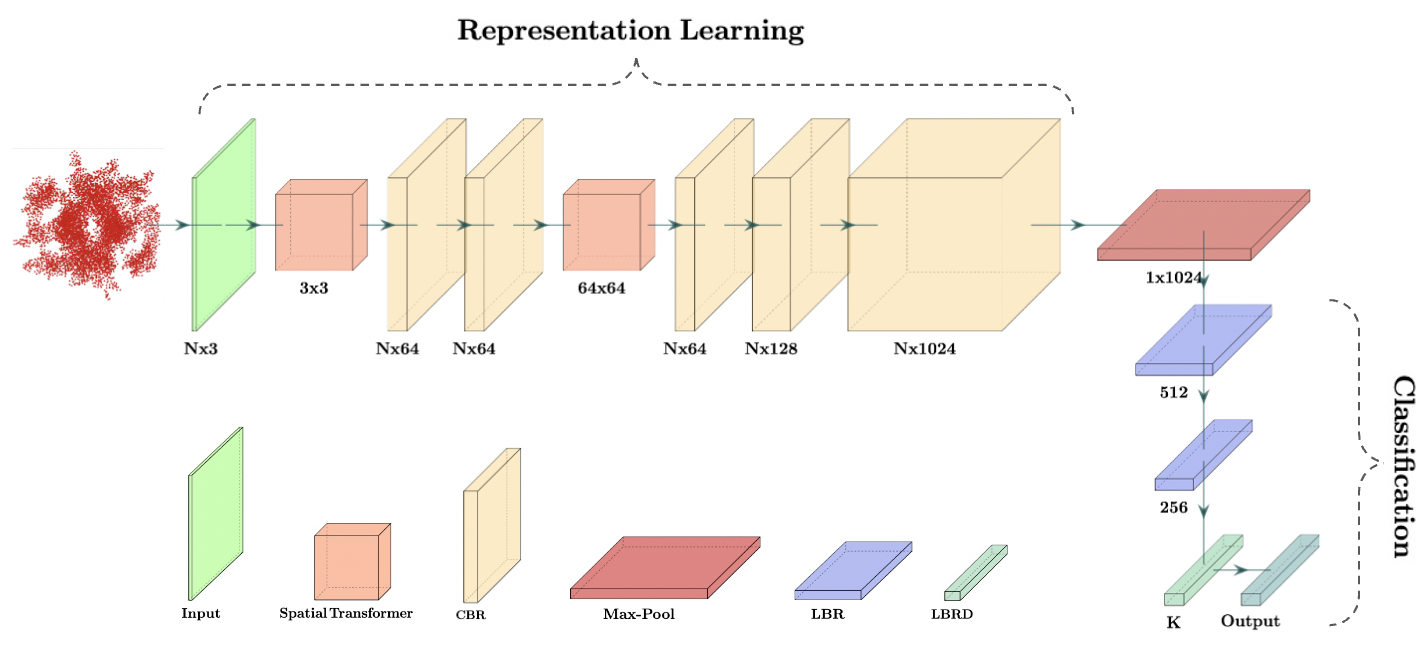 Representation Learning
3x3
64x64
1x1024
Nx3
Nx64
Nx64
Nx64
Nx128
Nx1024
512
256
K
Output
Classification
Input
Spatial Transformer
CBR
Max-Pool
LBR
LBRD